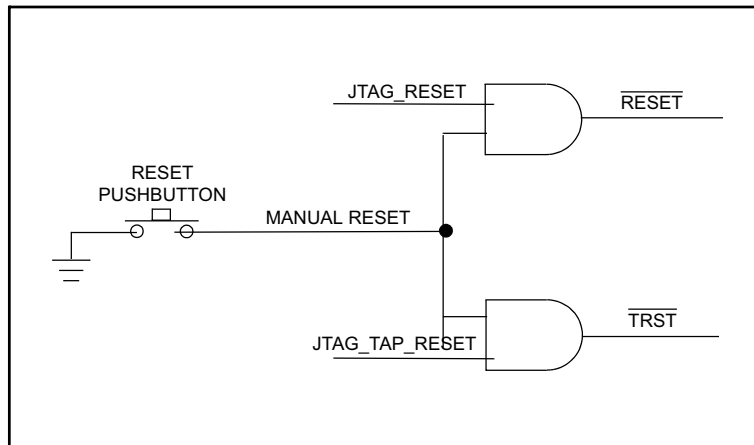 JTAG_RESET
RESET
RESET
PUSHBUTTON
MANUAL RESET
TRST
JTAG_TAP_RESET